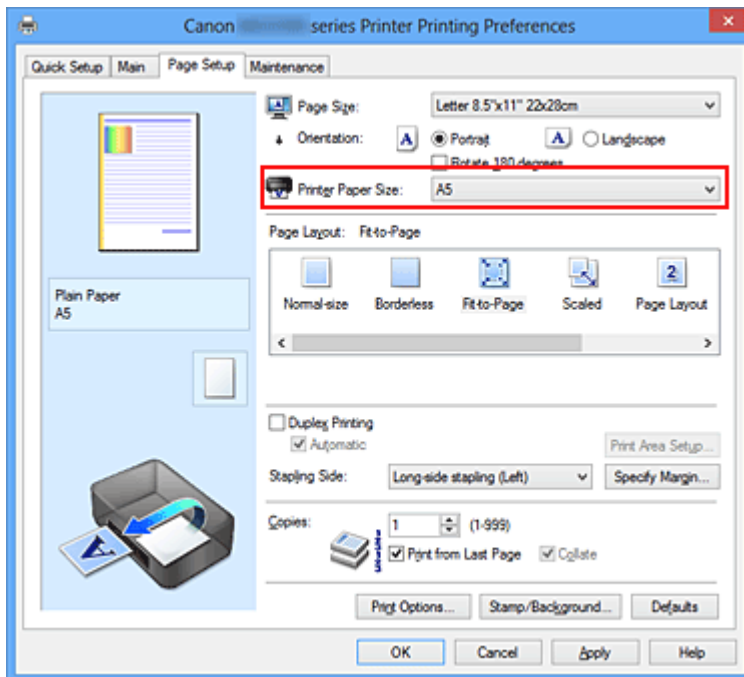 Canon series Printer Printing Preferences
Quick Setup Main Page Setup Maintenance
Page Size: Letter 8.5"x11" 22x28cm
Orientation: A Portrait A Landscape
Rotate 180 degrees
Printer Paper Size: A5
Page Layout: Fit-to-Page
2
Normal-size Borderless Fit-to-Page Scaled Page Layout
Plain Paper
A5
Duplex Printing
Automatic Print Area Setup...
Stapling Side: Long-side stapling (Left) Specify Margin...
Copies: 1 (1-999)
Print from Last Page Collate
A
Print Options... Stamp/Background... Defaults
OK Cancel Apply Help